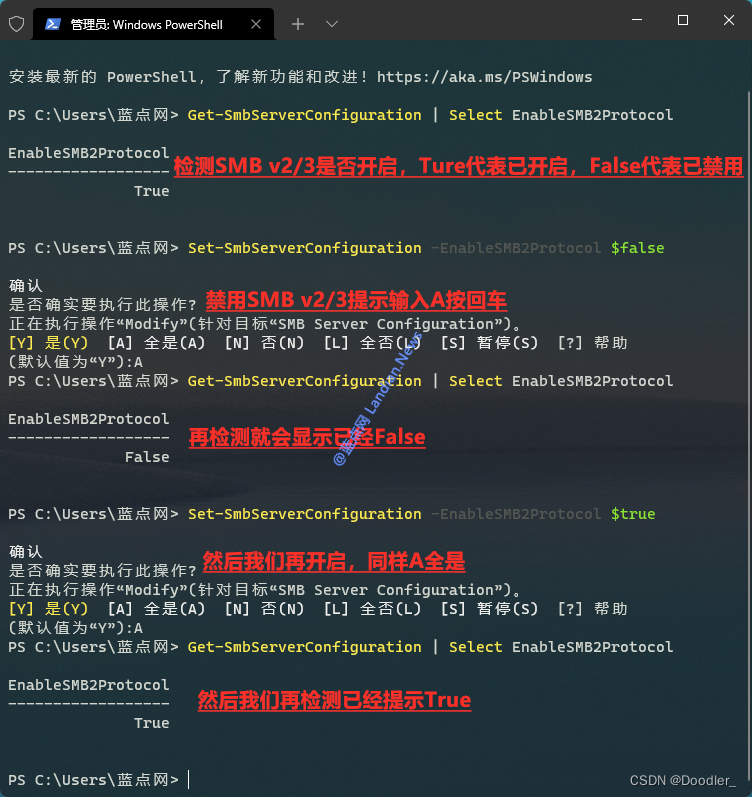 管理员: Windows PowerShell
安装最新的 PowerShell，了解新功能和改进！https://aka.ms/PSWindows
PS C:\Users\蓝点网> Get-SmbServerConfiguration | Select EnableSMB2Protocol
EnableSMB2Protocol
------------------
检测SMB v2/3是否开启，Ture代表已开启，False代表已禁用
True
PS C:\Users\蓝点网> Set-SmbServerConfiguration -EnableSMB2Protocol $false
确认
是否确实要执行此操作?
禁用SMB v2/3提示输入A按回车
正在执行操作“Modify”(针对目标“SMB Server Configuration”)。
[Y] 是(Y) [A] 全是(A) [N] 否(N) [L] 全否(L) [S] 暂停(S) [?] 帮助
(默认值为“Y”):A
PS C:\Users\蓝点网> Get-SmbServerConfiguration | Select EnableSMB2Protocol
EnableSMB2Protocol
------------------
再检测就会显示已经False
False
@蓝点网 Landian.News
PS C:\Users\蓝点网> Set-SmbServerConfiguration -EnableSMB2Protocol $true
确认
是否确实要执行此操作?
然后我们再开启，同样A全是
正在执行操作“Modify”(针对目标“SMB Server Configuration”)。
[Y] 是(Y) [A] 全是(A) [N] 否(N) [L] 全否(L) [S] 暂停(S) [?] 帮助
(默认值为“Y”):A
PS C:\Users\蓝点网> Get-SmbServerConfiguration | Select EnableSMB2Protocol
EnableSMB2Protocol
------------------
然后我们再检测已经提示True
True
PS C:\Users\蓝点网>
CSDN @Doodler_